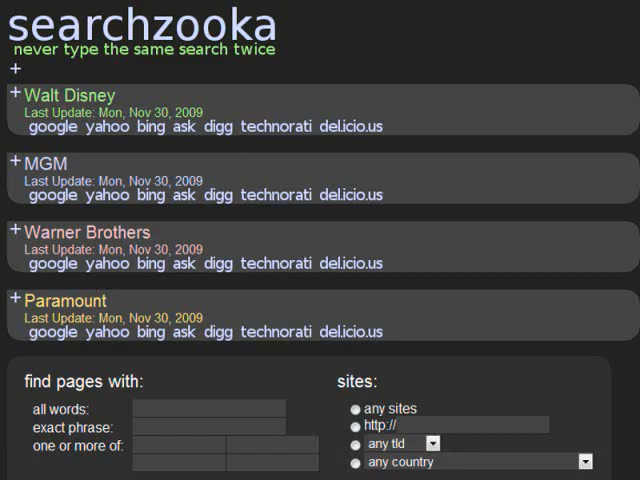 searchzooka
never type the same search twice
+
+ Walt Disney
Last Update: Mon, Nov 30, 2009
google yahoo bing ask digg technorati del.icio.us
+ MGM
Last Update: Mon, Nov 30, 2009
google yahoo bing ask digg technorati del.icio.us
+ Warner Brothers
Last Update: Mon, Nov 30, 2009
google yahoo bing ask digg technorati del.icio.us
+ Paramount
Last Update: Mon, Nov 30, 2009
google yahoo bing ask digg technorati del.icio.us
find pages with:
all words:
exact phrase:
one or more of:
sites:
any sites
http://
any tld
any country